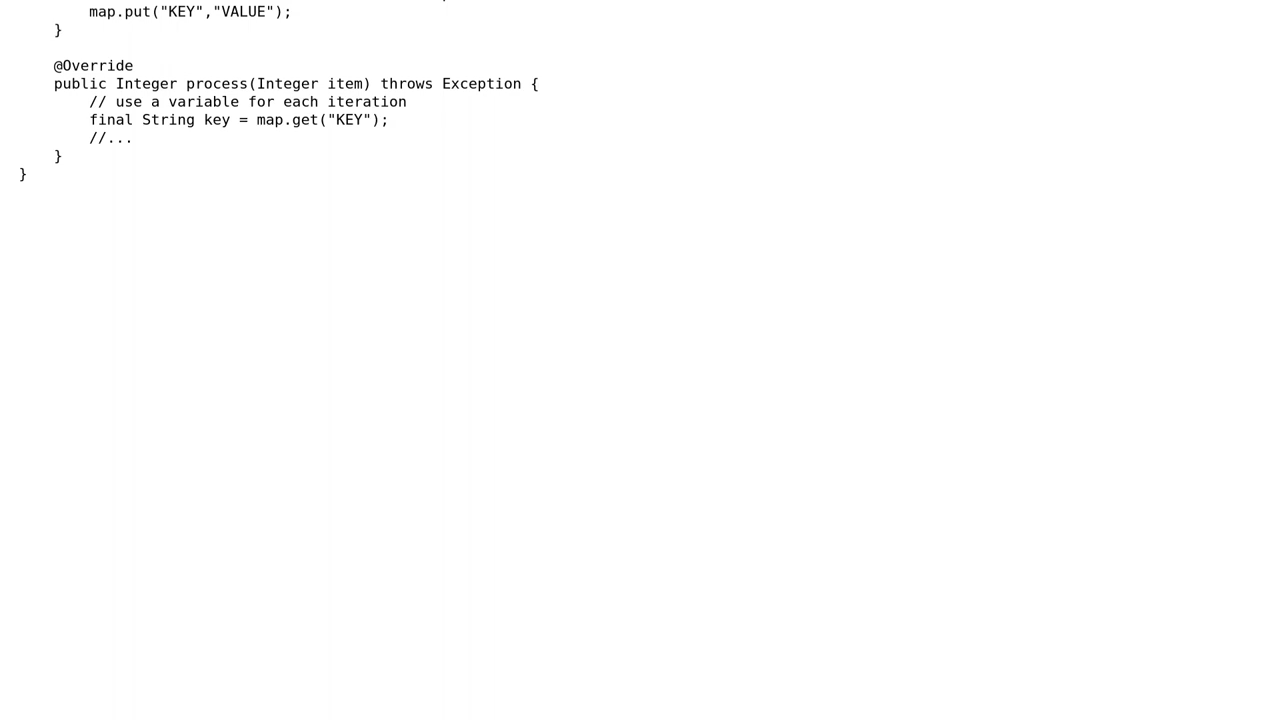 map.put("KEY","VALUE");
    }

    @Override
    public Integer process(Integer item) throws Exception {
        // use a variable for each iteration
        final String key = map.get("KEY");
        //...
    }
}